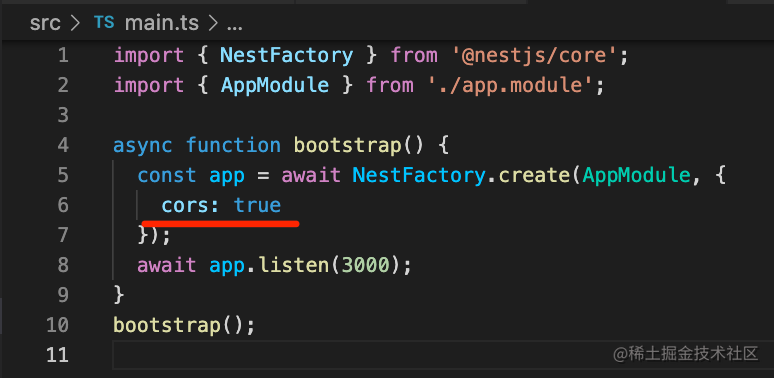 src > TS main.ts > ...
1 import { NestFactory } from '@nestjs/core';
2 import { AppModule } from './app.module';
3
4 async function bootstrap() {
5 const app = await NestFactory.create(AppModule, {
6 cors: true
7 });
8 await app.listen(3000);
9 }
10 bootstrap();
11
@稀土掘金技术社区